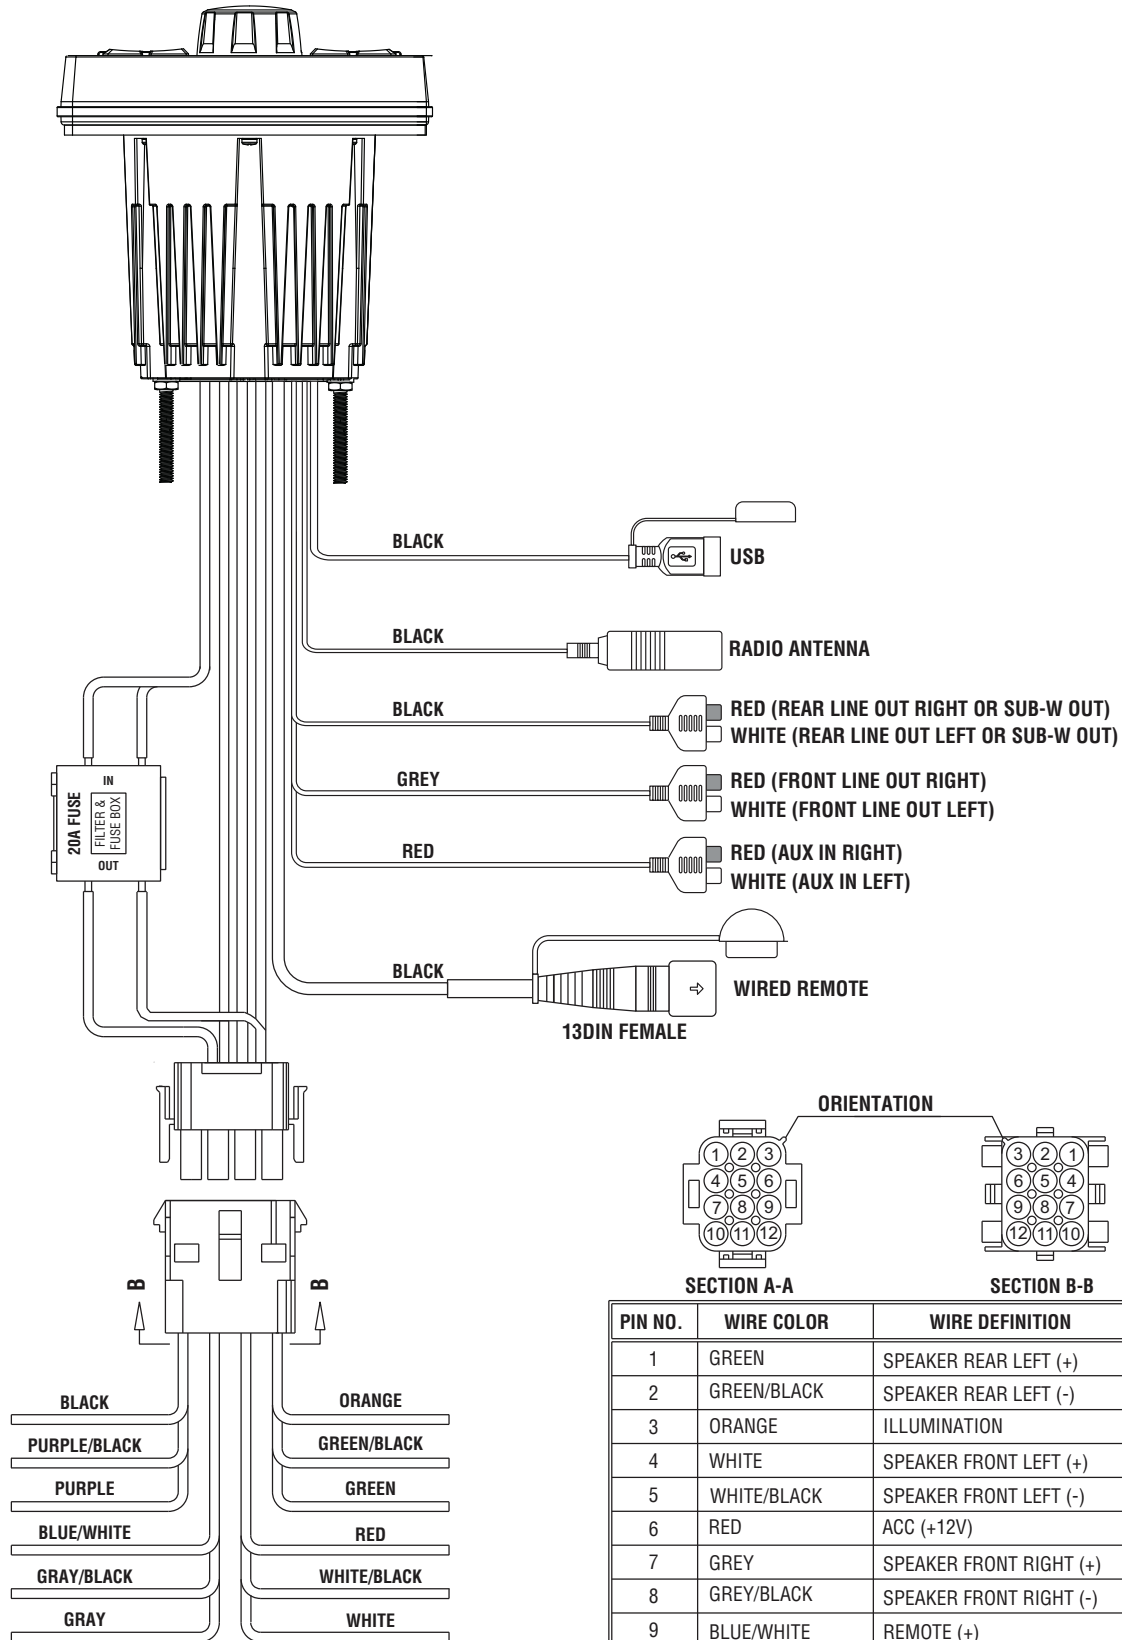 BLACK
USB
BLACK
RADIO ANTENNA
BLACK
RED (REAR LINE OUT RIGHT OR SUB-W OUT)
WHITE (REAR LINE OUT LEFT OR SUB-W OUT)
GREY
RED (FRONT LINE OUT RIGHT)
WHITE (FRONT LINE OUT LEFT)
RED
RED (AUX IN RIGHT)
WHITE (AUX IN LEFT)
20A FUSE
IN
FILTER &
FUSE BOX
OUT
BLACK
WIRED REMOTE
13DIN FEMALE
ORIENTATION
1 2 3
4 5 6
7 8 9
10 11 12
SECTION A-A
3 2 1
6 5 4
9 8 7
12 11 10
SECTION B-B
B B
BLACK
PURPLE/BLACK
PURPLE
BLUE/WHITE
GRAY/BLACK
GRAY
ORANGE
GREEN/BLACK
GREEN
RED
WHITE/BLACK
WHITE
PIN NO. WIRE COLOR WIRE DEFINITION
1 GREEN SPEAKER REAR LEFT (+)
2 GREEN/BLACK SPEAKER REAR LEFT (-)
3 ORANGE ILLUMINATION
4 WHITE SPEAKER FRONT LEFT (+)
5 WHITE/BLACK SPEAKER FRONT LEFT (-)
6 RED ACC (+12V)
7 GREY SPEAKER FRONT RIGHT (+)
8 GREY/BLACK SPEAKER FRONT RIGHT (-)
9 BLUE/WHITE REMOTE (+)